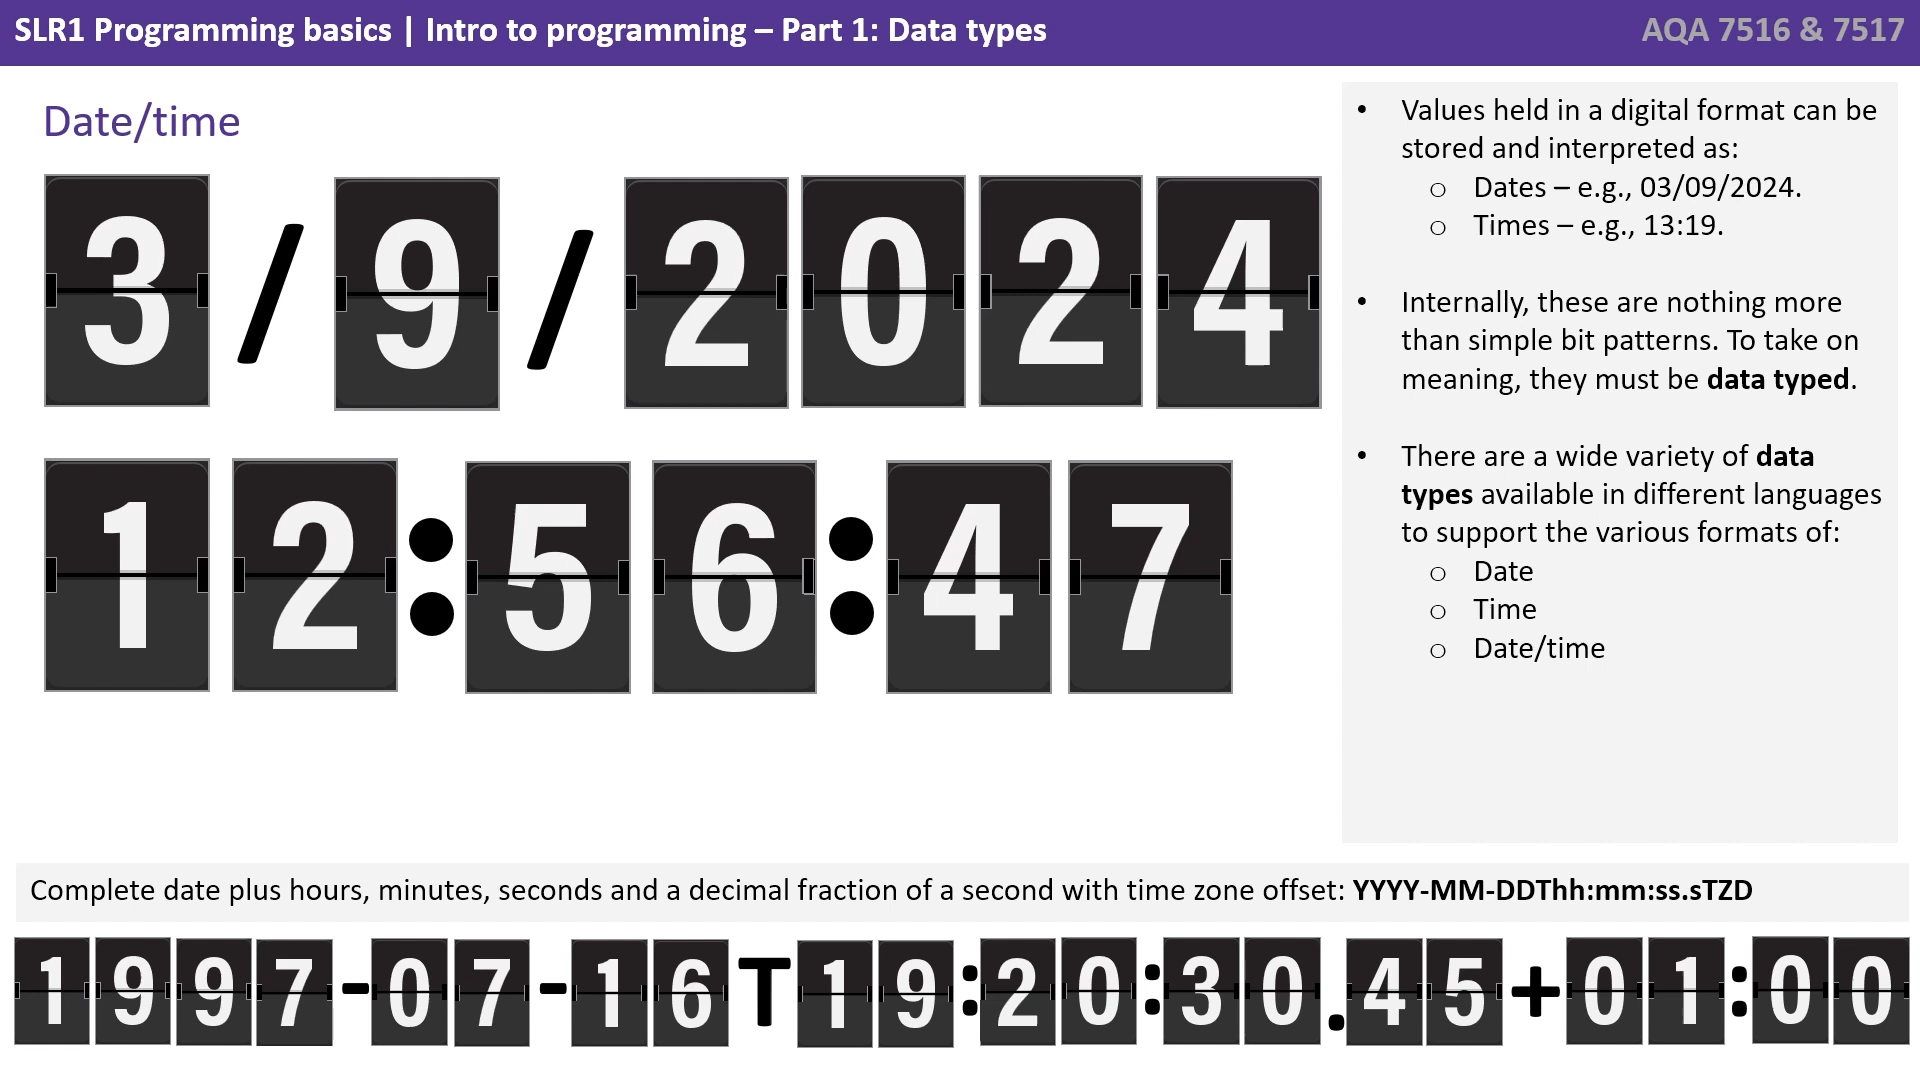 SLR1 Programming basics | Intro to programming – Part 1: Data types
AQA 7516 & 7517
Date/time
3/9/2024
12:56:47
• Values held in a digital format can be
stored and interpreted as:
o Dates – e.g., 03/09/2024.
o Times – e.g., 13:19.
• Internally, these are nothing more
than simple bit patterns. To take on
meaning, they must be data typed.
• There are a wide variety of data
types available in different languages
to support the various formats of:
o Date
o Time
o Date/time
Complete date plus hours, minutes, seconds and a decimal fraction of a second with time zone offset: YYYY-MM-DDThh:mm:ss.sTZD
1997-07-16T19:20:30.45+01:00